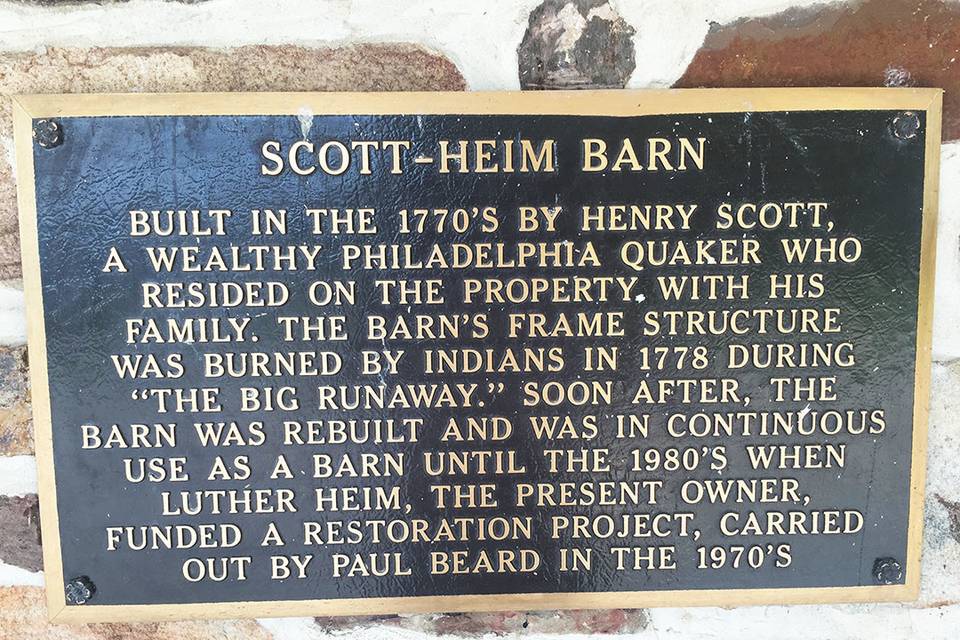 SCOTT-HEIM BARN
BUILT IN THE 1770'S BY HENRY SCOTT,
A WEALTHY PHILADELPHIA QUAKER WHO
RESIDED ON THE PROPERTY WITH HIS
FAMILY. THE BARN'S FRAME STRUCTURE
WAS BURNED BY INDIANS IN 1778 DURING
"THE BIG RUNAWAY." SOON AFTER, THE
BARN WAS REBUILT AND WAS IN CONTINUOUS
USE AS A BARN UNTIL THE 1980'S WHEN
LUTHER HEIM, THE PRESENT OWNER,
FUNDED A RESTORATION PROJECT, CARRIED
OUT BY PAUL BEARD IN THE 1970'S